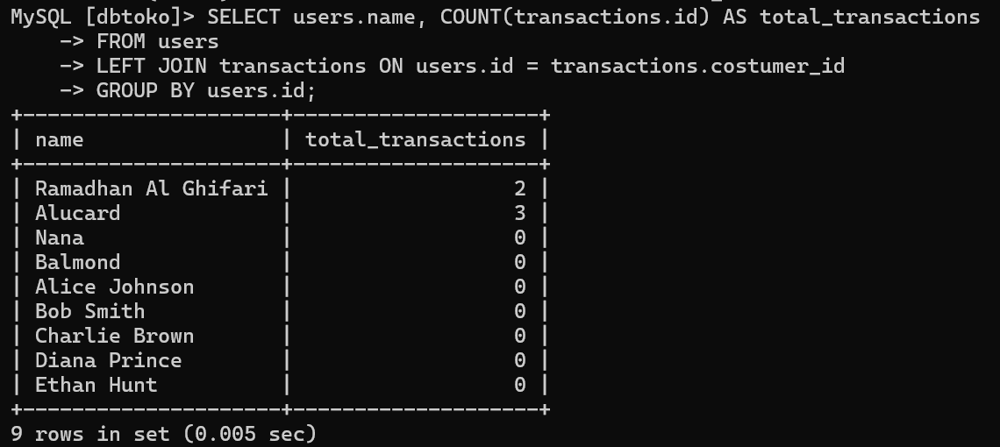 MySQL [dbtoko]> SELECT users.name, COUNT(transactions.id) AS total_transactions
    -> FROM users
    -> LEFT JOIN transactions ON users.id = transactions.costumer_id
    -> GROUP BY users.id;
+---------------------+--------------------+
| name                | total_transactions |
+---------------------+--------------------+
| Ramadhan Al Ghifari |                  2 |
| Alucard             |                  3 |
| Nana                |                  0 |
| Balmond             |                  0 |
| Alice Johnson       |                  0 |
| Bob Smith           |                  0 |
| Charlie Brown       |                  0 |
| Diana Prince        |                  0 |
| Ethan Hunt          |                  0 |
+---------------------+--------------------+
9 rows in set (0.005 sec)